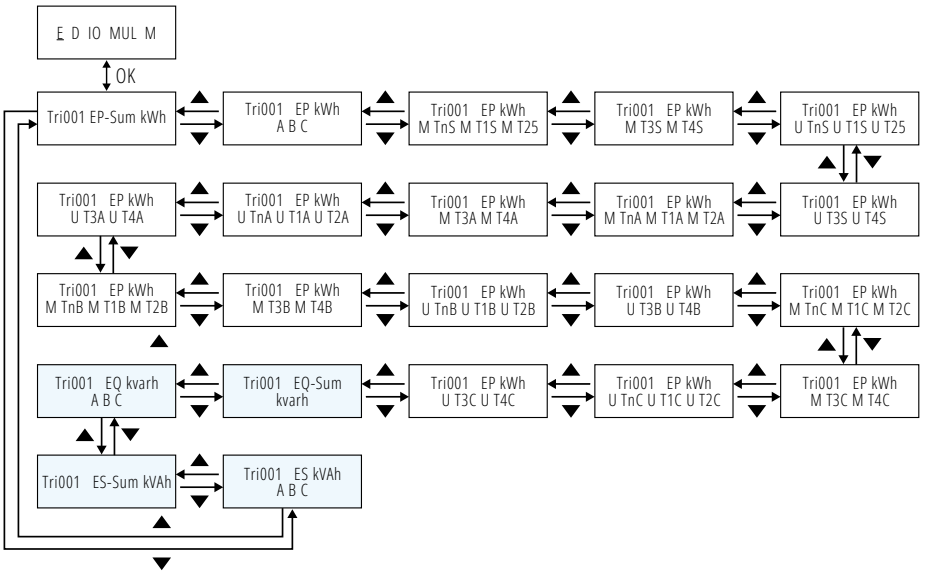 E D IO MUL M
OK
Tri001 EP-Sum kWh
Tri001 EP kWh
A B C
Tri001 EP kWh
M TnS M T1S M T25
Tri001 EP kWh
M T3S M T4S
Tri001 EP kWh
U TnS U T1S U T25
Tri001 EP kWh
U T3A U T4A
Tri001 EP kWh
U TnA U T1A U T2A
Tri001 EP kWh
M T3A M T4A
Tri001 EP kWh
M TnA M T1A M T2A
Tri001 EP kWh
U T3S U T4S
Tri001 EP kWh
M TnB M T1B M T2B
Tri001 EP kWh
M T3B M T4B
Tri001 EP kWh
U TnB U T1B U T2B
Tri001 EP kWh
U T3B U T4B
Tri001 EP kWh
M TnC M T1C M T2C
Tri001 EQ kvarh
A B C
Tri001 EQ-Sum
kvarh
Tri001 EP kWh
U T3C U T4C
Tri001 EP kWh
U TnC U T1C U T2C
Tri001 EP kWh
M T3C M T4C
Tri001 ES-Sum kVAh
Tri001 ES kVAh
A B C